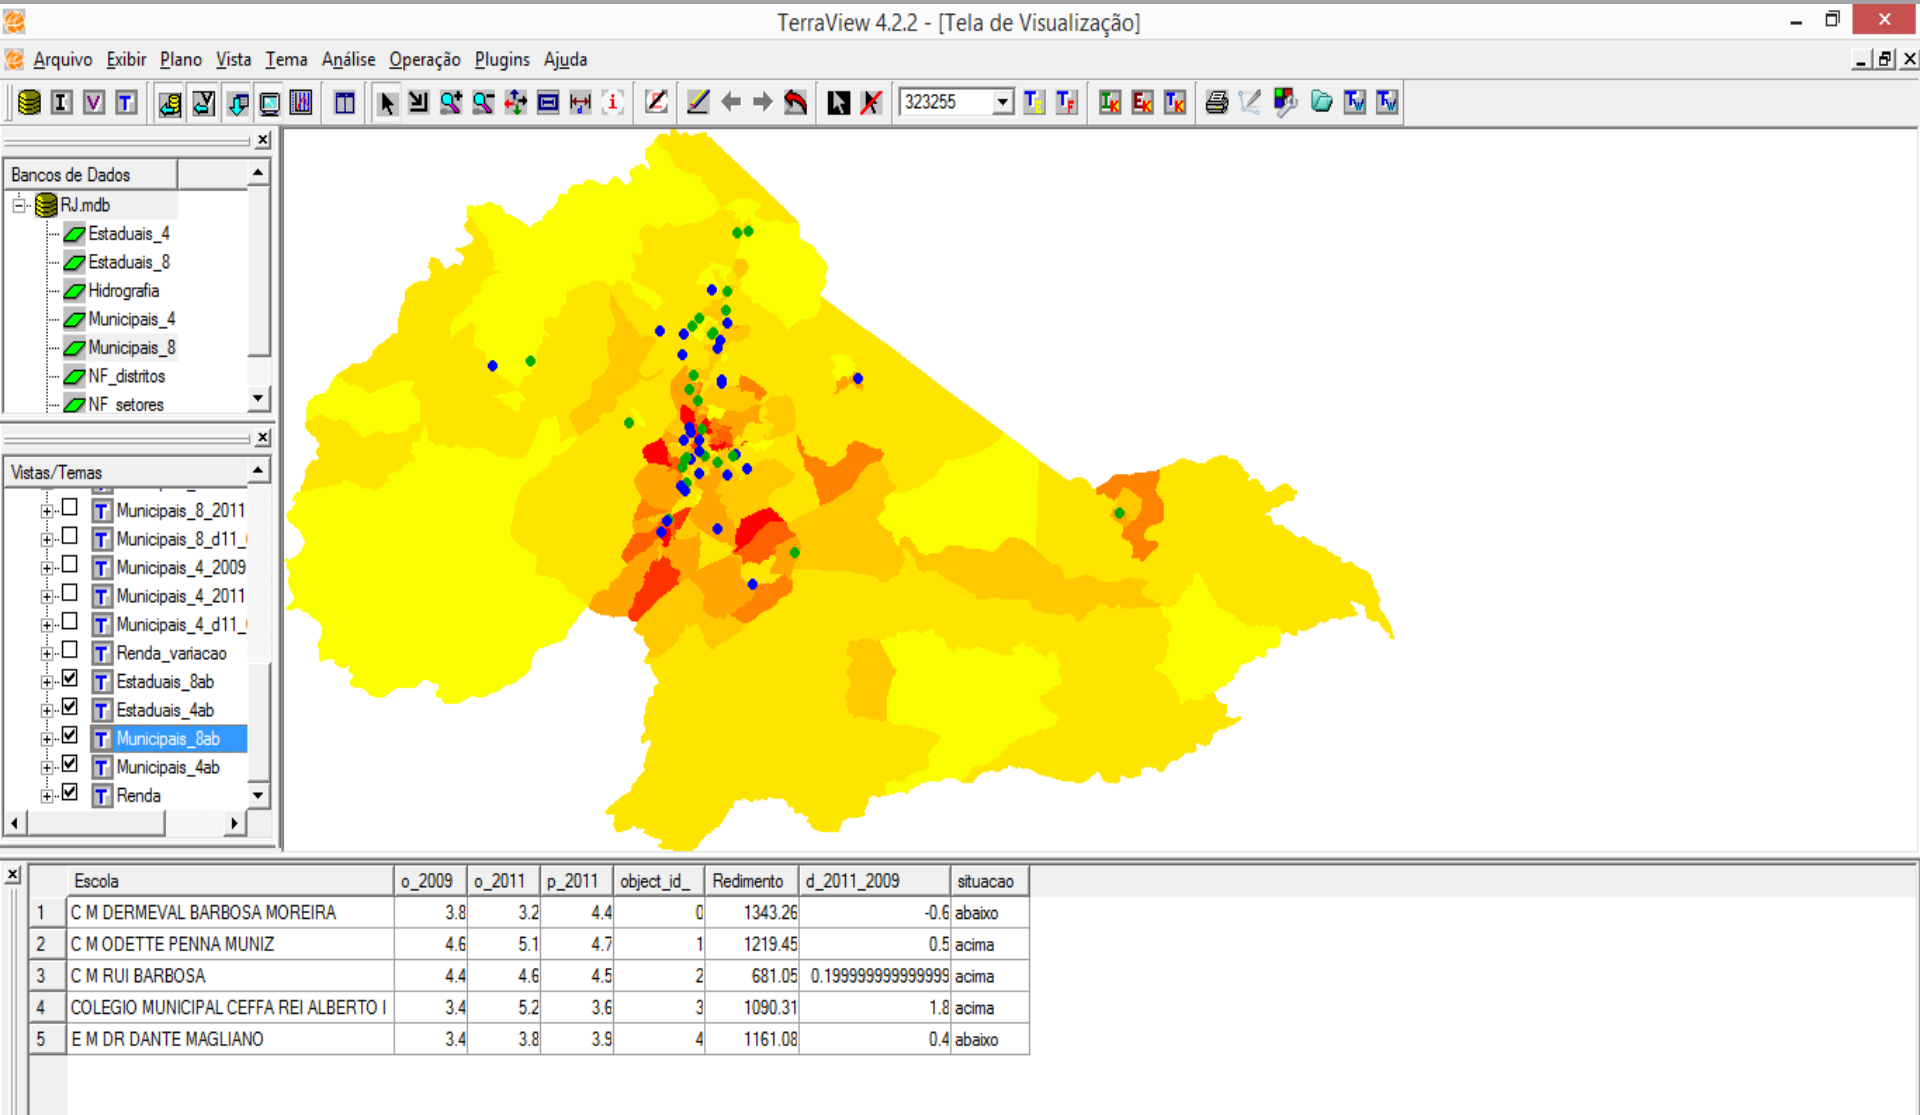 TerraView 4.2.2 - [Tela de Visualização]
Arquivo Exibir Plano Vista Tema Análise Operação Plugins Ajuda
323255
Bancos de Dados
RJ.mdb
Estaduais_4
Estaduais_8
Hidrografia
Municipais_4
Municipais_8
NF_distritos
NF_setores
Vistas/Temas
Municipais_8_2011
Municipais_8_d11_
Municipais_4_2009
Municipais_4_2011
Municipais_4_d11_
Renda_variacao
Estaduais_8ab
Estaduais_4ab
Municipais_8ab
Municipais_4ab
Renda
Escola o_2009 o_2011 p_2011 object_id_ Redimento d_2011_2009 situacao
1 C M DERMEVAL BARBOSA MOREIRA 3.8 3.2 4.4 0 1343.26 -0.6 abaixo
2 C M ODETTE PENNA MUNIZ 4.6 5.1 4.7 1 1219.45 0.5 acima
3 C M RUI BARBOSA 4.4 4.6 4.5 2 681.05 0.199999999999999 acima
4 COLEGIO MUNICIPAL CEFFA REI ALBERTO I 3.4 5.2 3.6 3 1090.31 1.8 acima
5 E M DR DANTE MAGLIANO 3.4 3.8 3.9 4 1161.08 0.4 abaixo